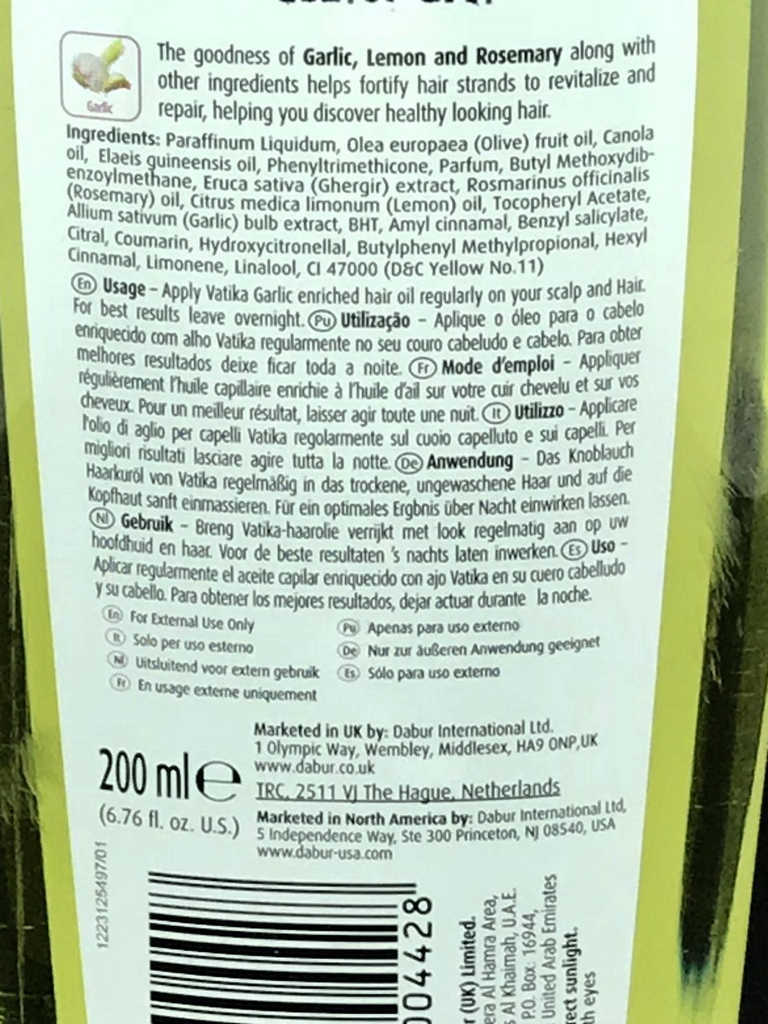 The goodness of Garlic, Lemon and Rosemary along with
other ingredients helps fortify hair strands to revitalize and
repair, helping you discover healthy looking hair.
Garlic
Ingredients: Paraffinum Liquidum, Olea europaea (Olive) fruit oil, Canola
oil, Elaeis guineensis oil, Phenyltrimethicone, Parfum, Butyl Methoxydib-
enzoylmethane, Eruca sativa (Ghergir) extract, Rosmarinus officinalis
(Rosemary) oil, Citrus medica limonum (Lemon) oil, Tocopheryl Acetate,
Allium sativum (Garlic) bulb extract, BHT, Amyl cinnamal, Benzyl salicylate,
Citral, Coumarin, Hydroxycitronellal, Butylphenyl Methylpropional, Hexyl
Cinnamal, Limonene, Linalool, CI 47000 (D&C Yellow No.11)
En Usage – Apply Vatika Garlic enriched hair oil regularly on your scalp and Hair.
For best results leave overnight. Pu Utilização – Aplique o óleo para o cabelo
enriquecido com alho Vatika regularmente no seu couro cabeludo e cabelo. Para obter
melhores resultados deixe ficar toda a noite. Fr Mode d'emploi – Appliquer
régulièrement l'huile capillaire enrichie à l'huile d'ail sur votre cuir chevelu et sur vos
cheveux. Pour un meilleur résultat, laisser agir toute une nuit. It Utilizzo – Applicare
l'olio di aglio per capelli Vatika regolarmente sul cuoio capelluto e sui capelli. Per
migliori risultati lasciare agire tutta la notte. De Anwendung – Das Knoblauch
Haarkuröl von Vatika regelmäßig in das trockene, ungewaschene Haar und auf die
Kopfhaut sanft einmassieren. Für ein optimales Ergbnis über Nacht einwirken lassen.
Nl Gebruik – Breng Vatika-haarolie verrijkt met look regelmatig aan op uw
hoofdhuid en haar. Voor de beste resultaten 's nachts laten inwerken. Es Uso –
Aplicar regularmente el aceite capilar enriquecido con ajo Vatika en su cuero cabelludo
y su cabello. Para obtener los mejores resultados, dejar actuar durante la noche.
En For External Use Only
It Solo per uso esterno
Nl Uitsluitend voor extern gebruik
Fr En usage externe uniquement
Pu Apenas para uso externo
De Nur zur äußeren Anwendung geeignet
Es Sólo para uso externo
200 ml e
(6.76 fl. oz. U.S.)
Marketed in UK by: Dabur International Ltd.
1 Olympic Way, Wembley, Middlesex, HA9 0NP,UK
www.dabur.co.uk
TRC, 2511 VJ The Hague, Netherlands
Marketed in North America by: Dabur International Ltd,
5 Independence Way, Ste 300 Princeton, NJ 08540, USA
www.dabur-usa.com
1223125497/01
004428
r (UK) Limited.
era Al Hamra Area,
s Al Khaimah, U.A.E.
P.O. Box: 16944,
United Arab Emirates
rect sunlight.
th eyes